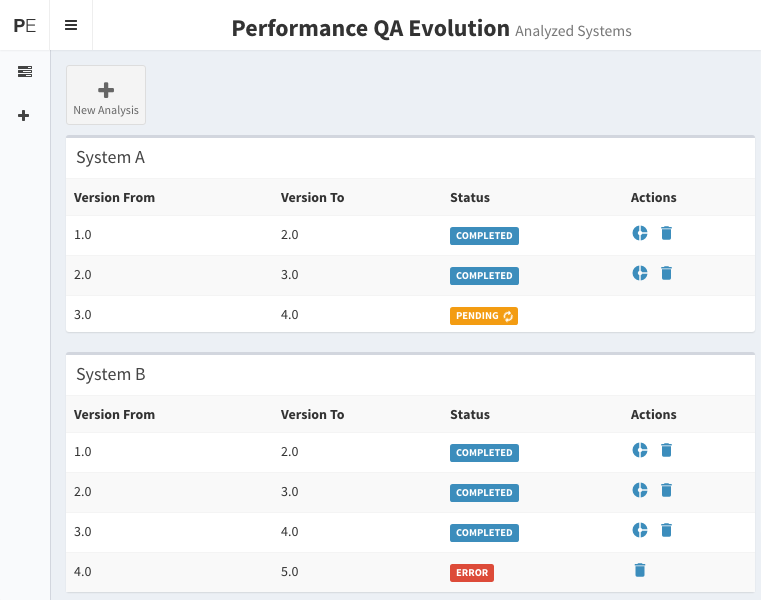 PE
Performance QA Evolution Analyzed Systems
New Analysis
System A
Version From Version To Status Actions
1.0 2.0 COMPLETED
2.0 3.0 COMPLETED
3.0 4.0 PENDING
System B
Version From Version To Status Actions
1.0 2.0 COMPLETED
2.0 3.0 COMPLETED
3.0 4.0 COMPLETED
4.0 5.0 ERROR